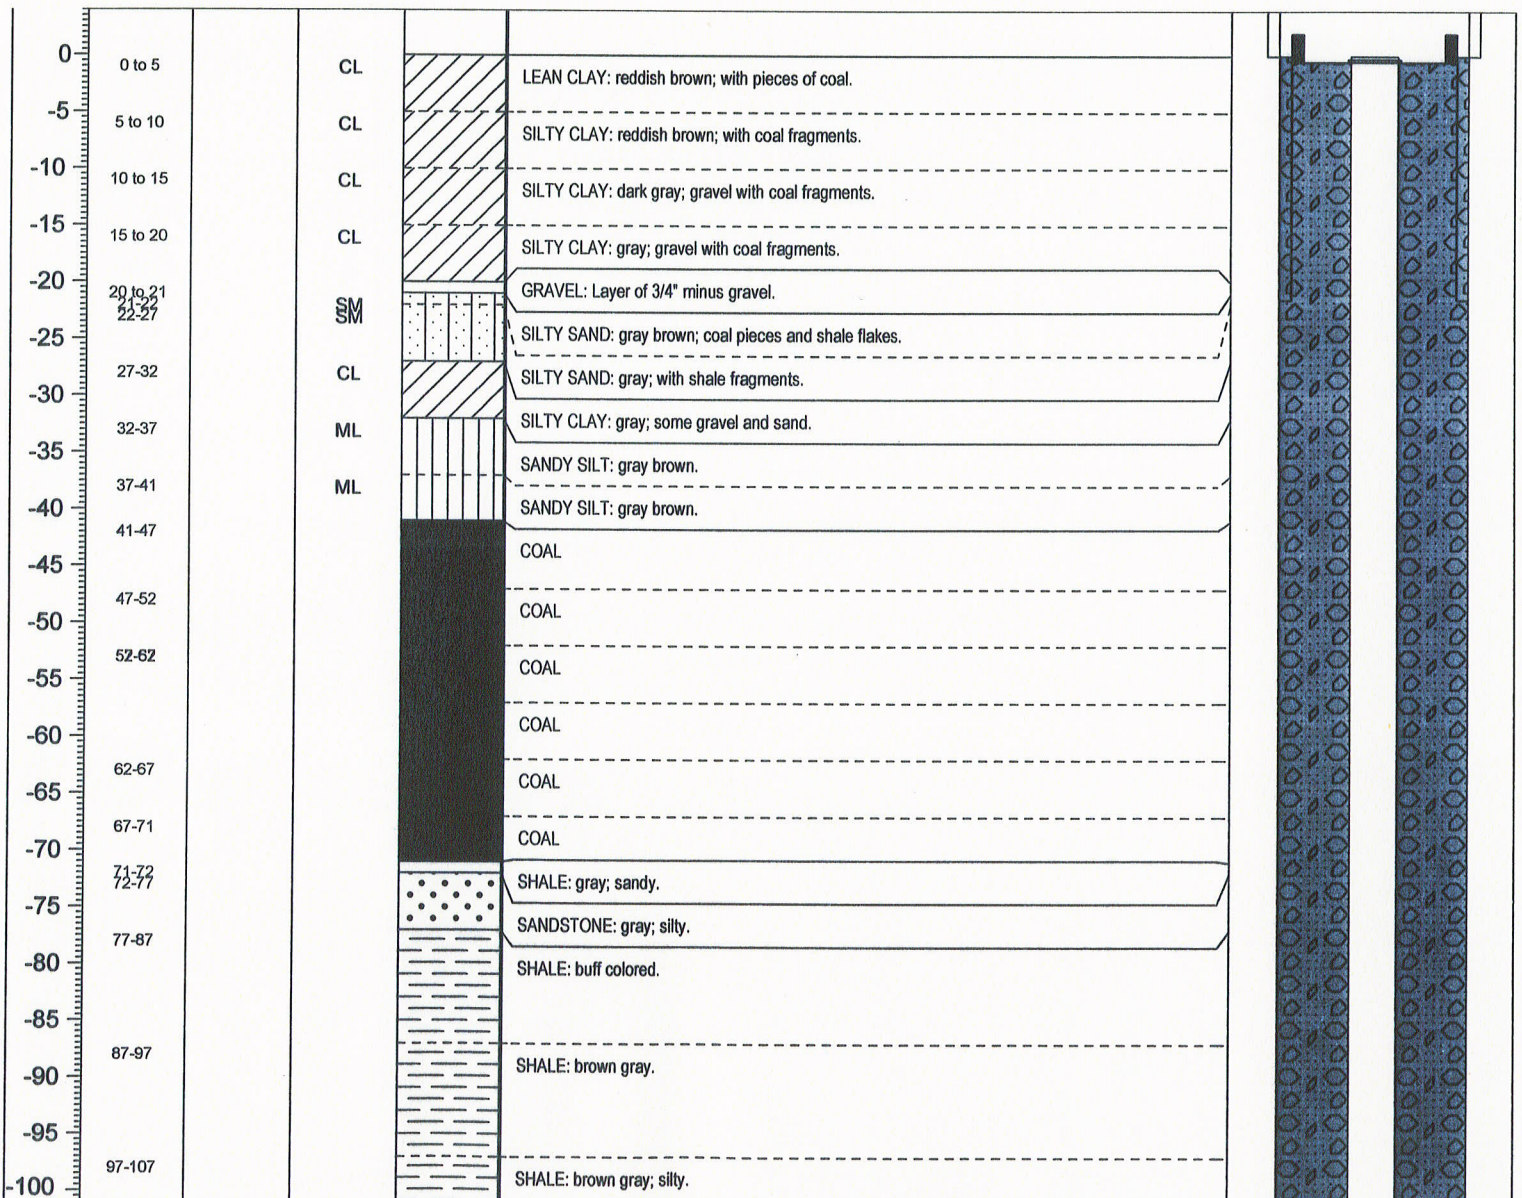 0
0 to 5 CL LEAN CLAY: reddish brown; with pieces of coal.
-5
5 to 10 CL SILTY CLAY: reddish brown; with coal fragments.
-10
10 to 15 CL SILTY CLAY: dark gray; gravel with coal fragments.
-15
15 to 20 CL SILTY CLAY: gray; gravel with coal fragments.
-20
20 to 21 GRAVEL: Layer of 3/4" minus gravel.
21-22 SM SILTY SAND: gray brown; coal pieces and shale flakes.
22-27 SM SILTY SAND: gray; with shale fragments.
-25
27-32 CL SILTY CLAY: gray; some gravel and sand.
-30
32-37 ML SANDY SILT: gray brown.
-35
37-41 ML SANDY SILT: gray brown.
-40
41-47 COAL
-45
47-52 COAL
-50
52-62 COAL
-55
COAL
-60
62-67 COAL
-65
67-71 COAL
-70
71-72 SHALE: gray; sandy.
72-77 SANDSTONE: gray; silty.
-75
77-87 SHALE: buff colored.
-80
-85
87-97 SHALE: brown gray.
-90
-95
97-107 SHALE: brown gray; silty.
-100